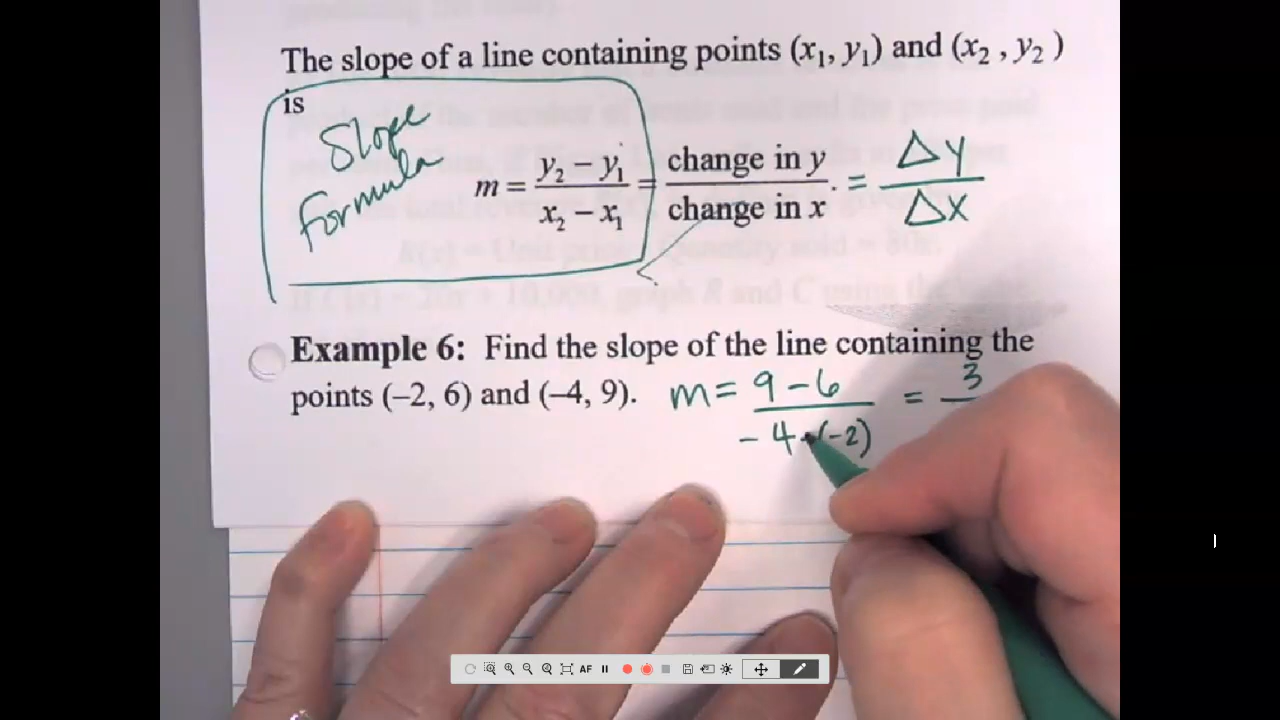 The slope of a line containing points (x₁, y₁) and (x₂ , y₂ )
is
Slope
Formula
m = y₂ − y₁ / x₂ − x₁ = change in y / change in x . = Δy / Δx
Example 6: Find the slope of the line containing the
points (–2, 6) and (–4, 9). m = 9 - 6 / - 4 - (-2) = 3
AF